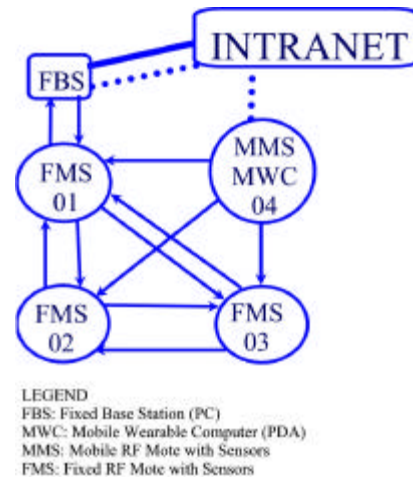 INTRANET
FBS
FMS
01
MMS
MWC
04
FMS
02
FMS
03
LEGEND
FBS: Fixed Base Station (PC)
MWC: Mobile Wearable Computer (PDA)
MMS: Mobile RF Mote with Sensors
FMS: Fixed RF Mote with Sensors